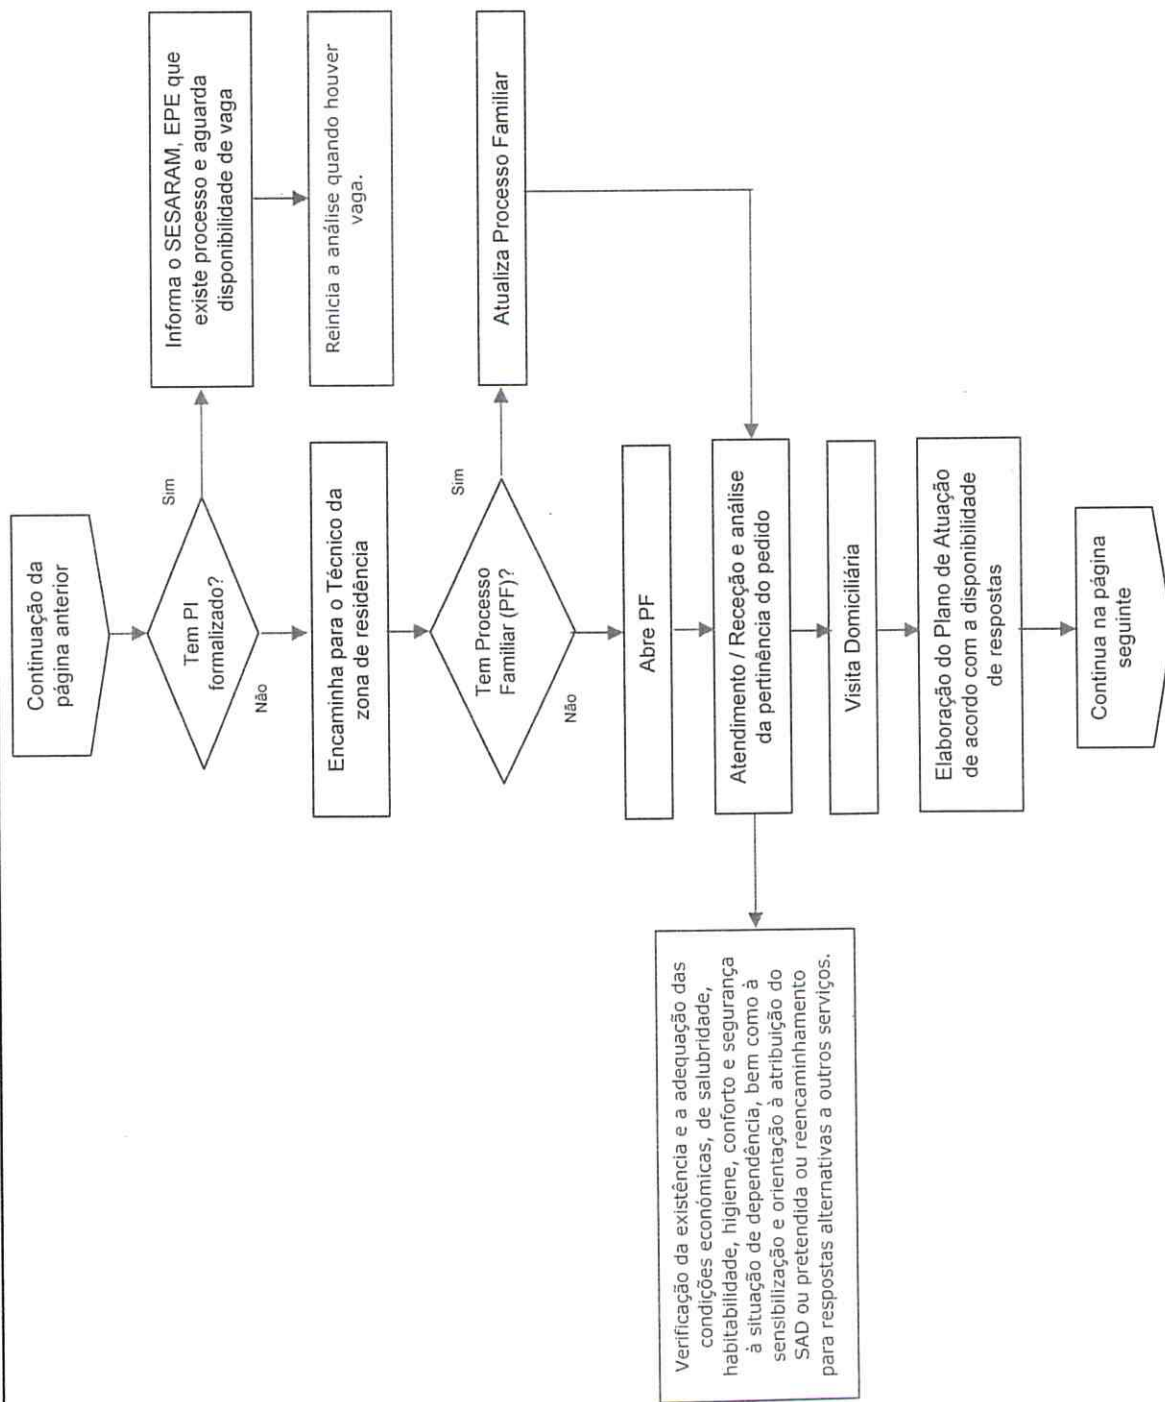 Continuação da
página anterior
Tem PI
formalizado?
Sim
Informa o SESARAM, EPE que
existe processo e aguarda
disponibilidade de vaga
Reinicia a análise quando houver
vaga.
Não
Encaminha para o Técnico da
zona de residência
Tem Processo
Familiar (PF)?
Sim
Atualiza Processo Familiar
Não
Abre PF
Atendimento / Receção e análise
da pertinência do pedido
Verificação da existência e a adequação das
condições económicas, de salubridade,
habitabilidade, higiene, conforto e segurança
à situação de dependência, bem como à
sensibilização e orientação à atribuição do
SAD ou pretendida ou reencaminhamento
para respostas alternativas a outros serviços.
Visita Domiciliária
Elaboração do Plano de Atuação
de acordo com a disponibilidade
de respostas
Continua na página
seguinte